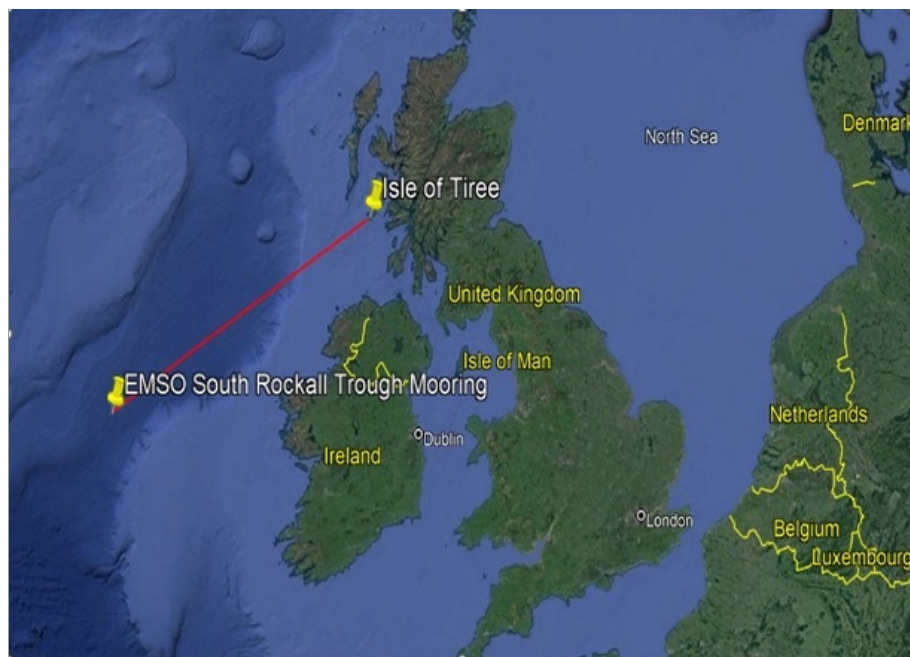 Denmark
North Sea
Isle of Tiree
United Kingdom
Isle of Man
EMSO South Rockall Trough Mooring
Netherlands
Dublin
Ireland
London
Belgium
Luxembourg